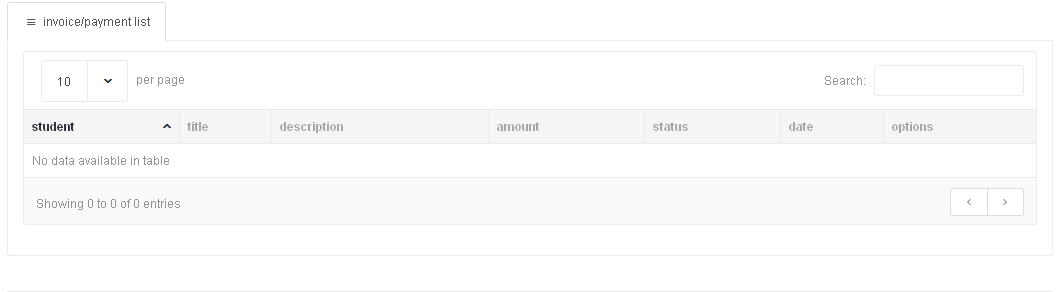 invoice/payment list
10 per page Search:
student title description amount status date options
No data available in table
Showing 0 to 0 of 0 entries